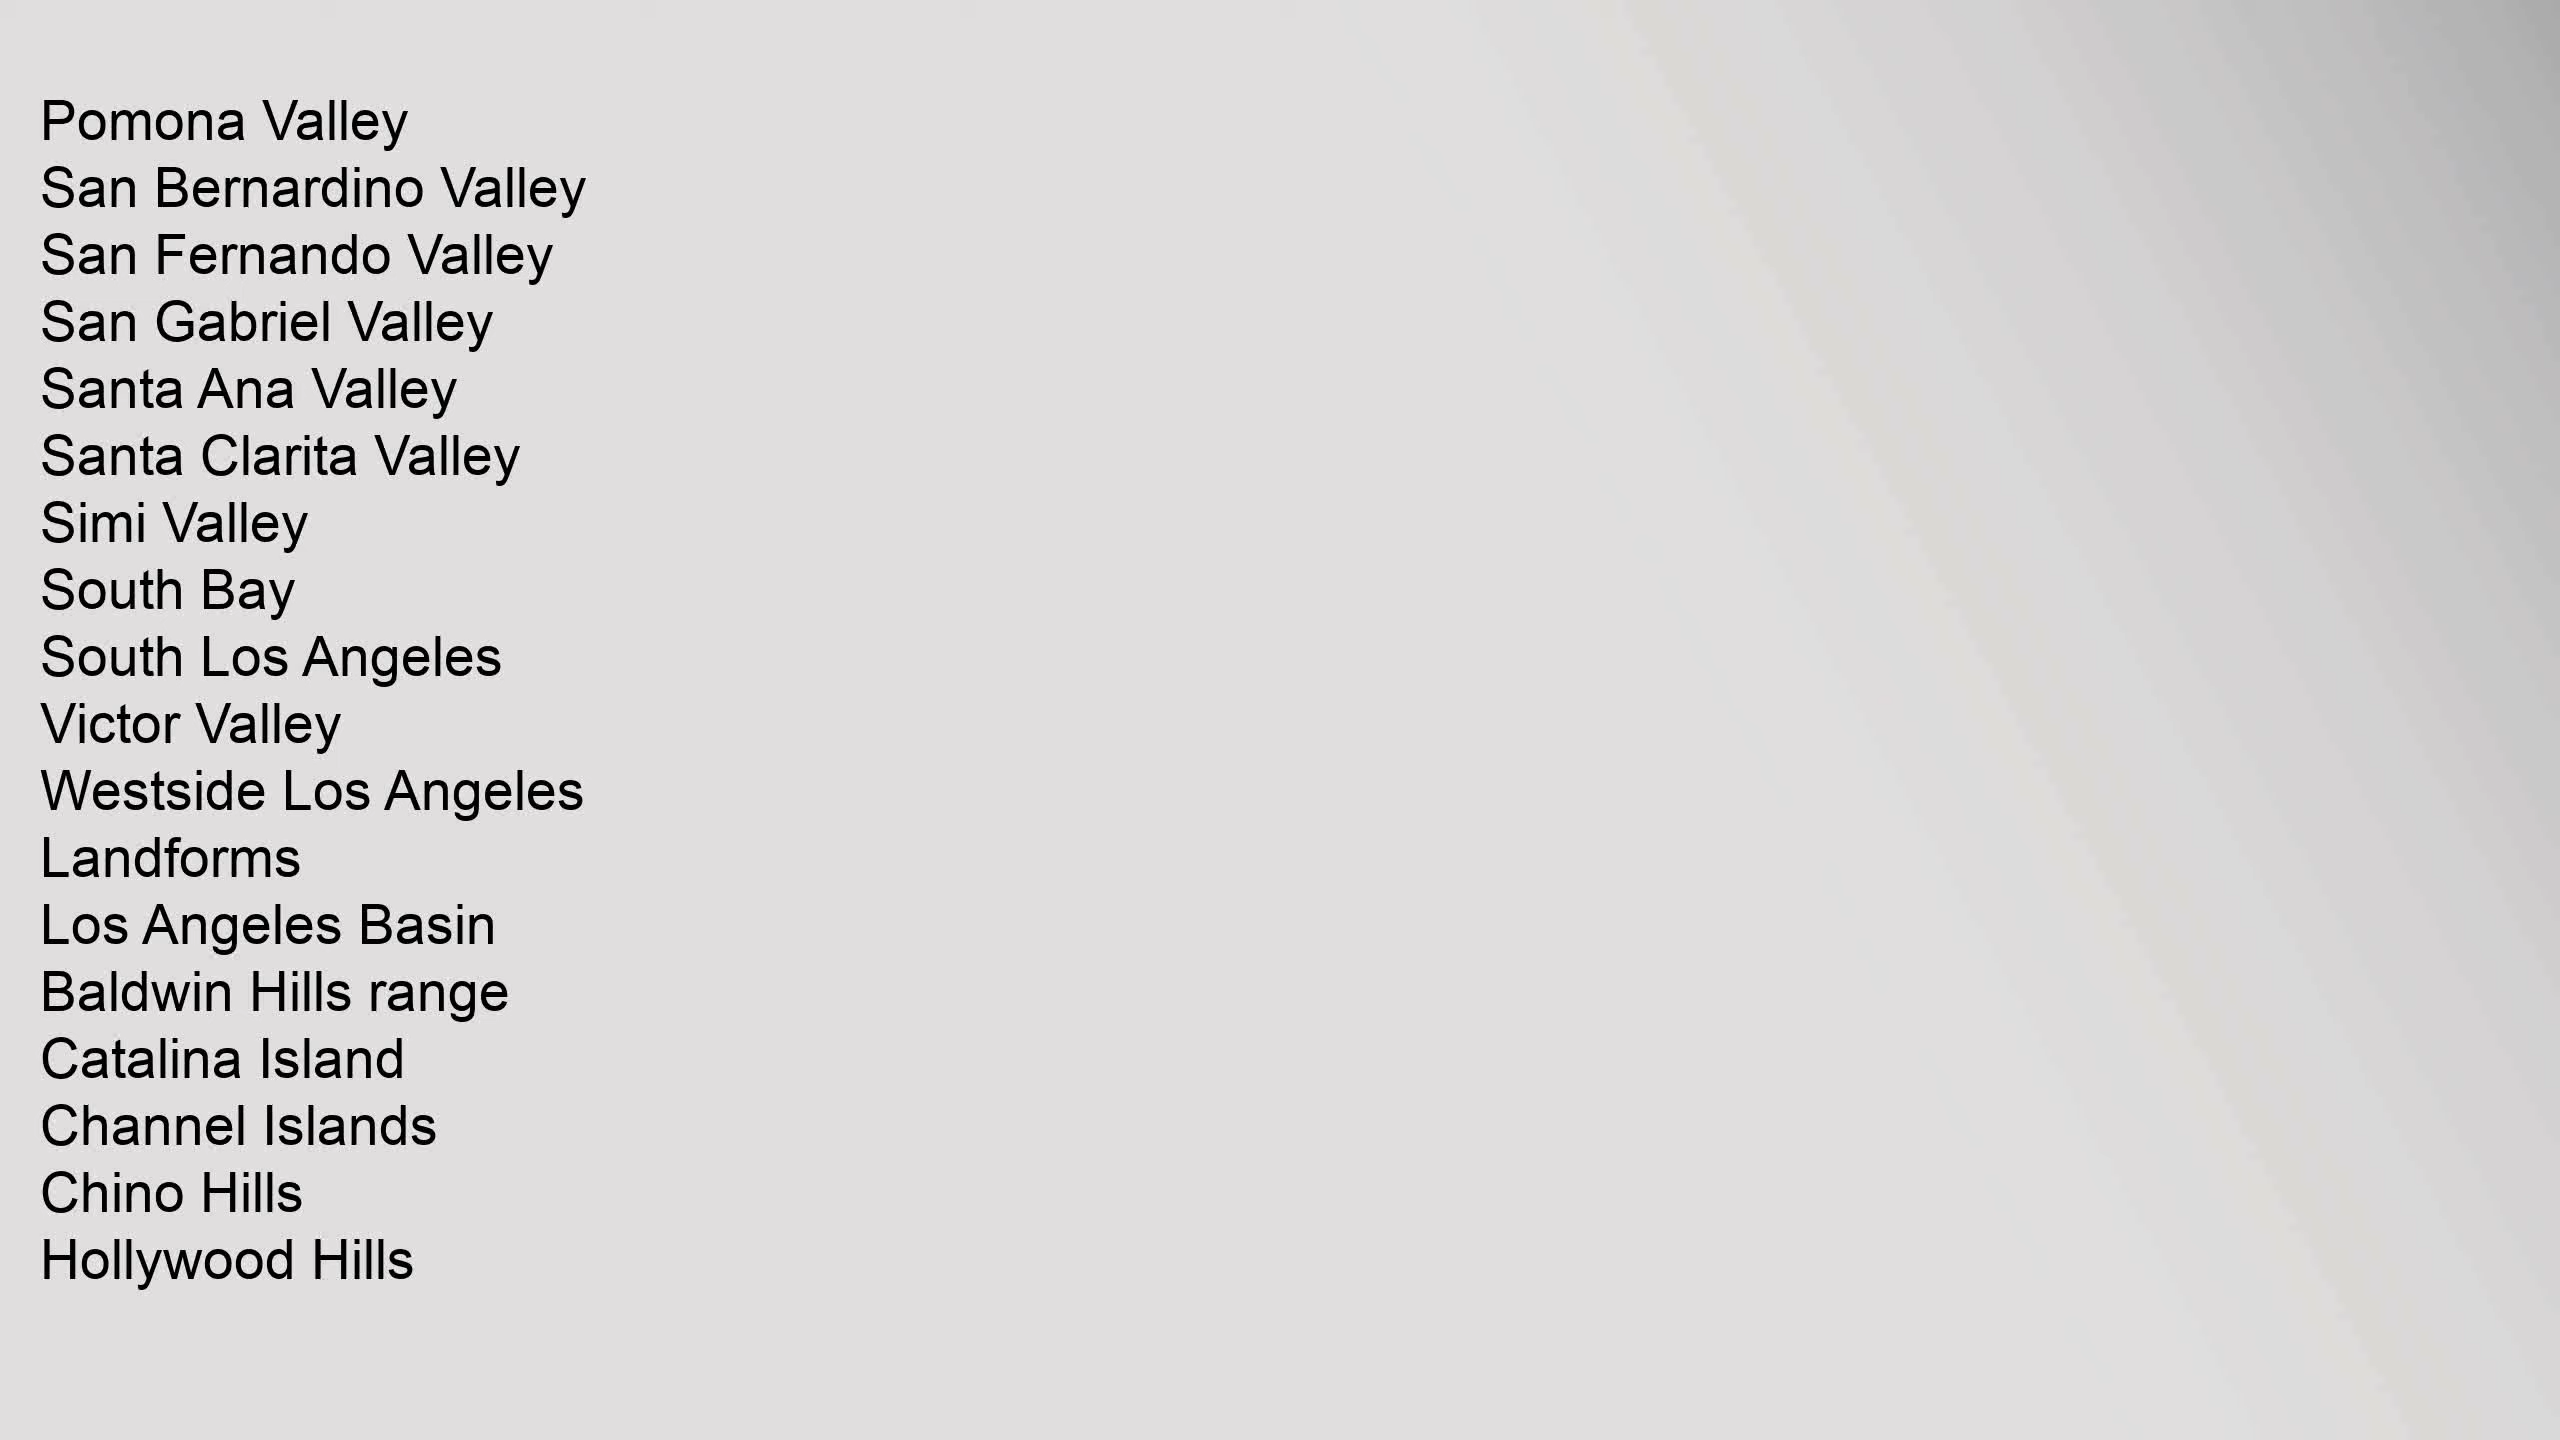 Pomona Valley
San Bernardino Valley
San Fernando Valley
San Gabriel Valley
Santa Ana Valley
Santa Clarita Valley
Simi Valley
South Bay
South Los Angeles
Victor Valley
Westside Los Angeles
Landforms
Los Angeles Basin
Baldwin Hills range
Catalina Island
Channel Islands
Chino Hills
Hollywood Hills